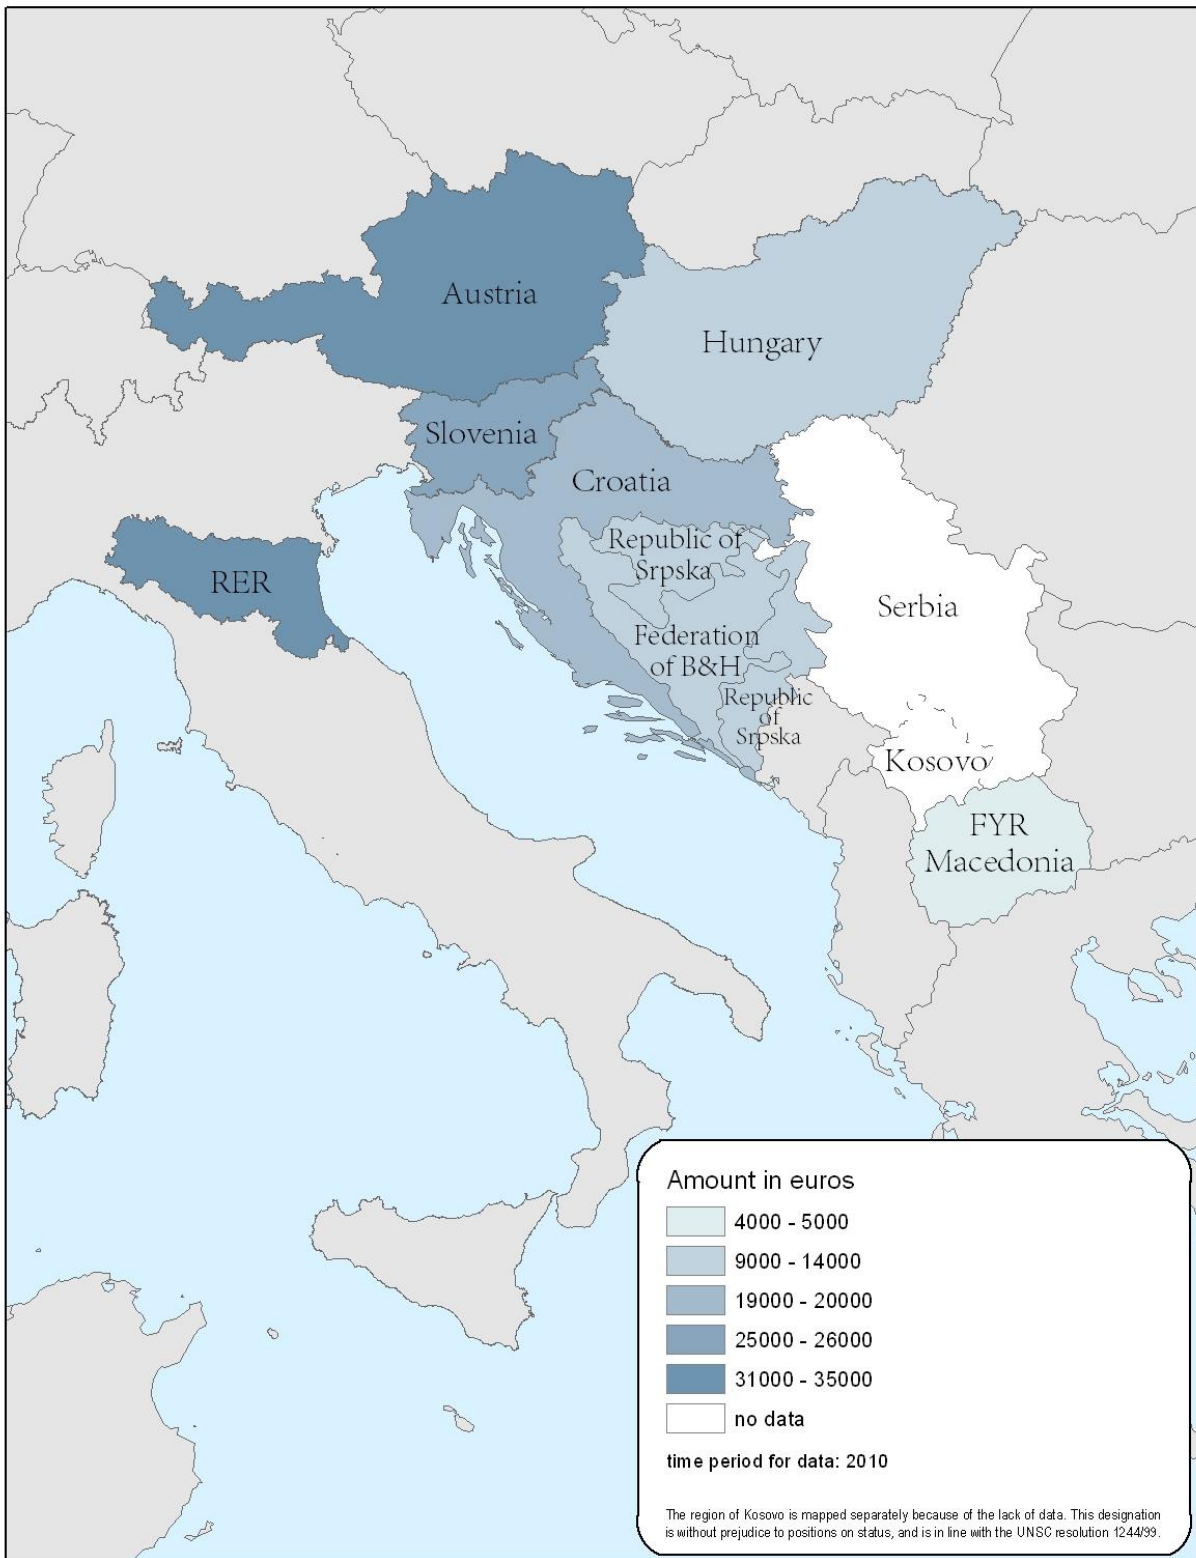 Austria
Hungary
Slovenia
Croatia
Republic of
Srpska
RER
Serbia
Federation
of B&H
Republic
of
Srpska
Kosovo
FYR
Macedonia
Amount in euros
4000 - 5000
9000 - 14000
19000 - 20000
25000 - 26000
31000 - 35000
no data
time period for data: 2010
The region of Kosovo is mapped separately because of the lack of data. This designation
is without prejudice to positions on status, and is in line with the UNSC resolution 1244/99.